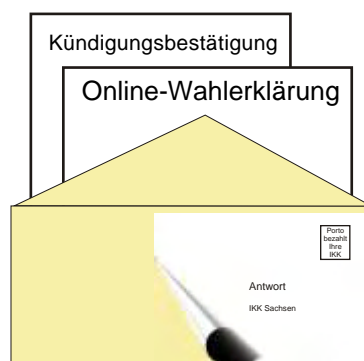 Kündigungsbestätigung
Online-Wahlerklärung
Porto
bezahlt
Ihre
IKK
Antwort
IKK Sachsen